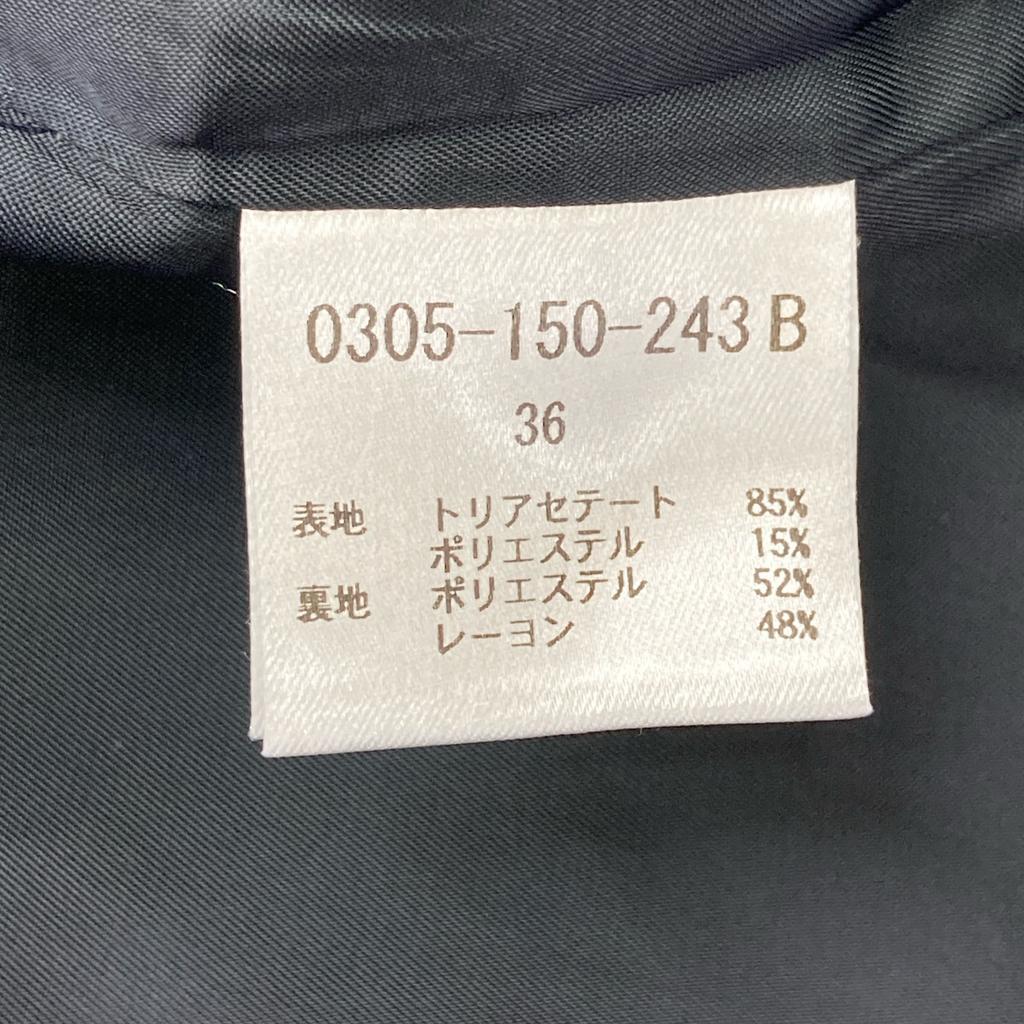 0305-150-243 B
36
表地 トリアセテート 85%
ポリエステル 15%
裏地 ポリエステル 52%
レーヨン 48%